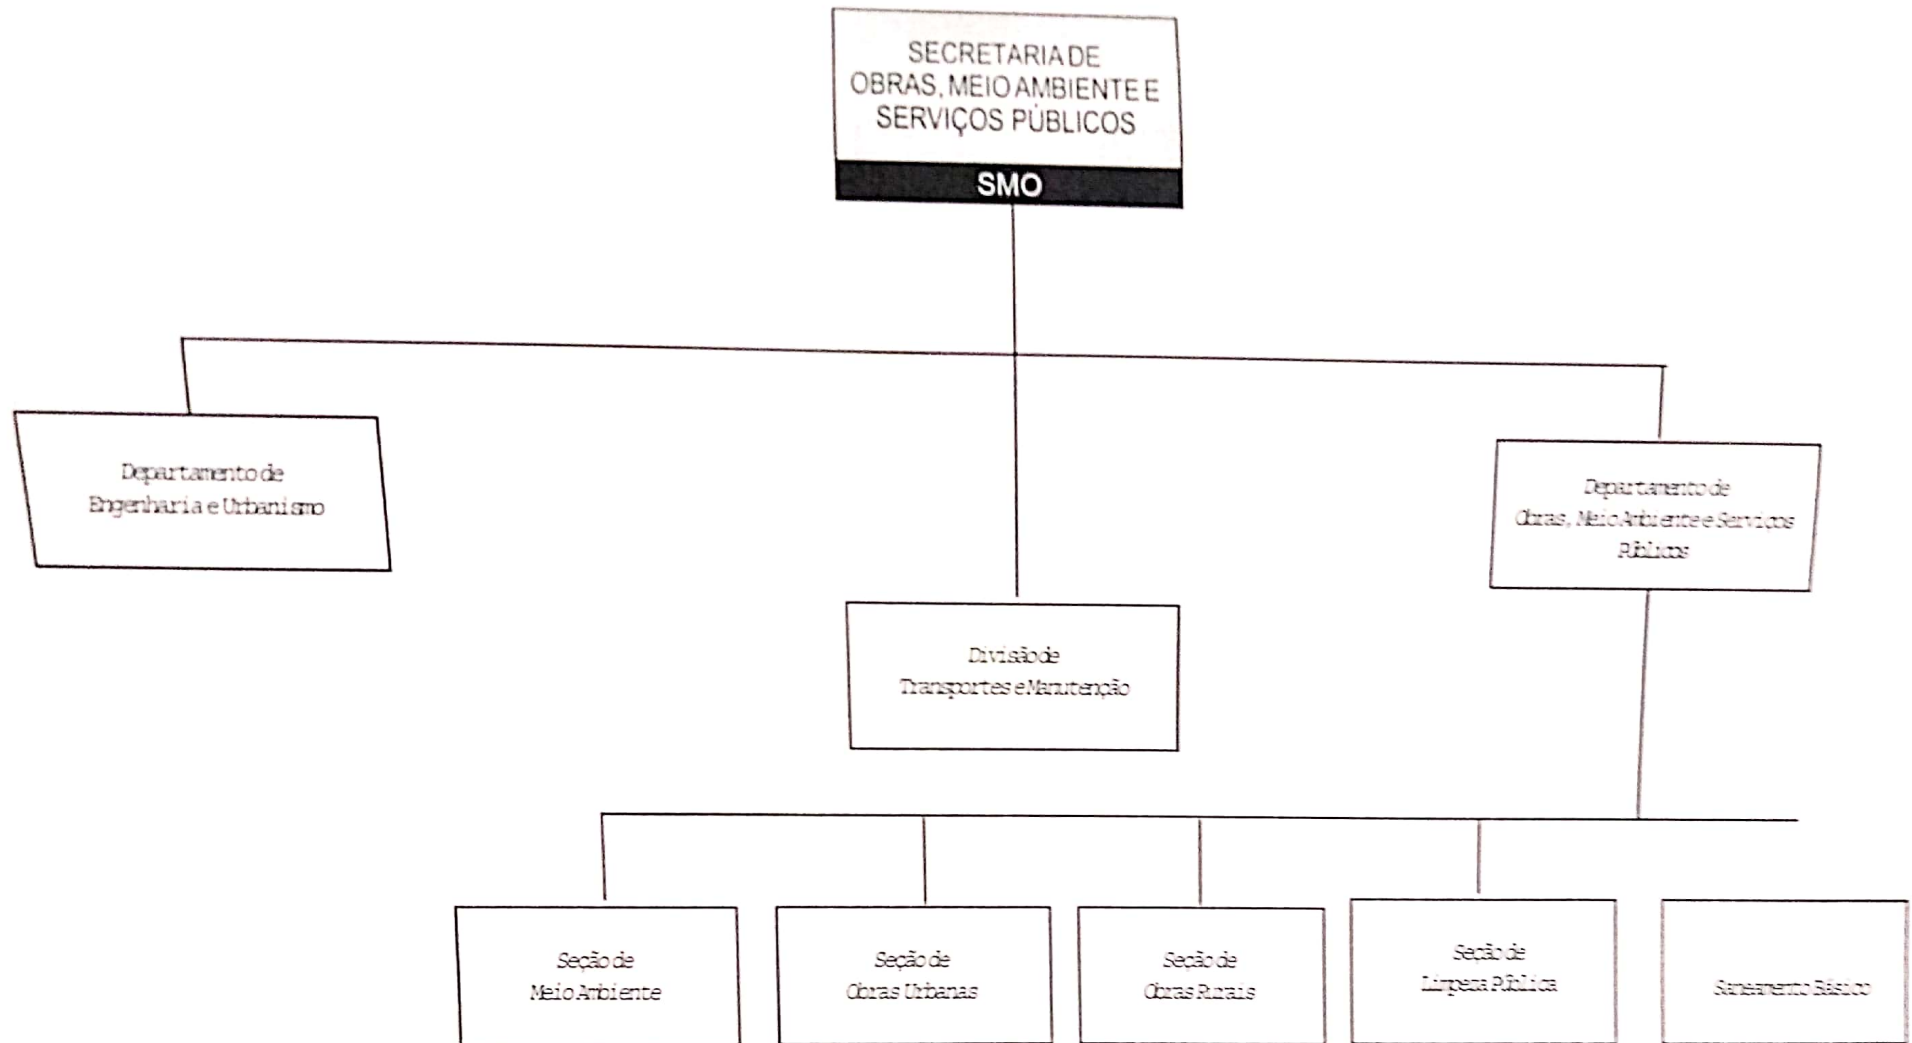 SECRETARIA DE
OBRAS, MEIO AMBIENTE E
SERVIÇOS PÚBLICOS
SMO
Departamento de
Engenharia e Urbanismo
Departamento de
Obras, Meio Ambiente e Serviços
Públicos
Divisão de
Transportes e Manutenção
Seção de
Meio Ambiente
Seção de
Obras Urbanas
Seção de
Obras Rurais
Seção de
Limpeza Pública
Saneamento Básico